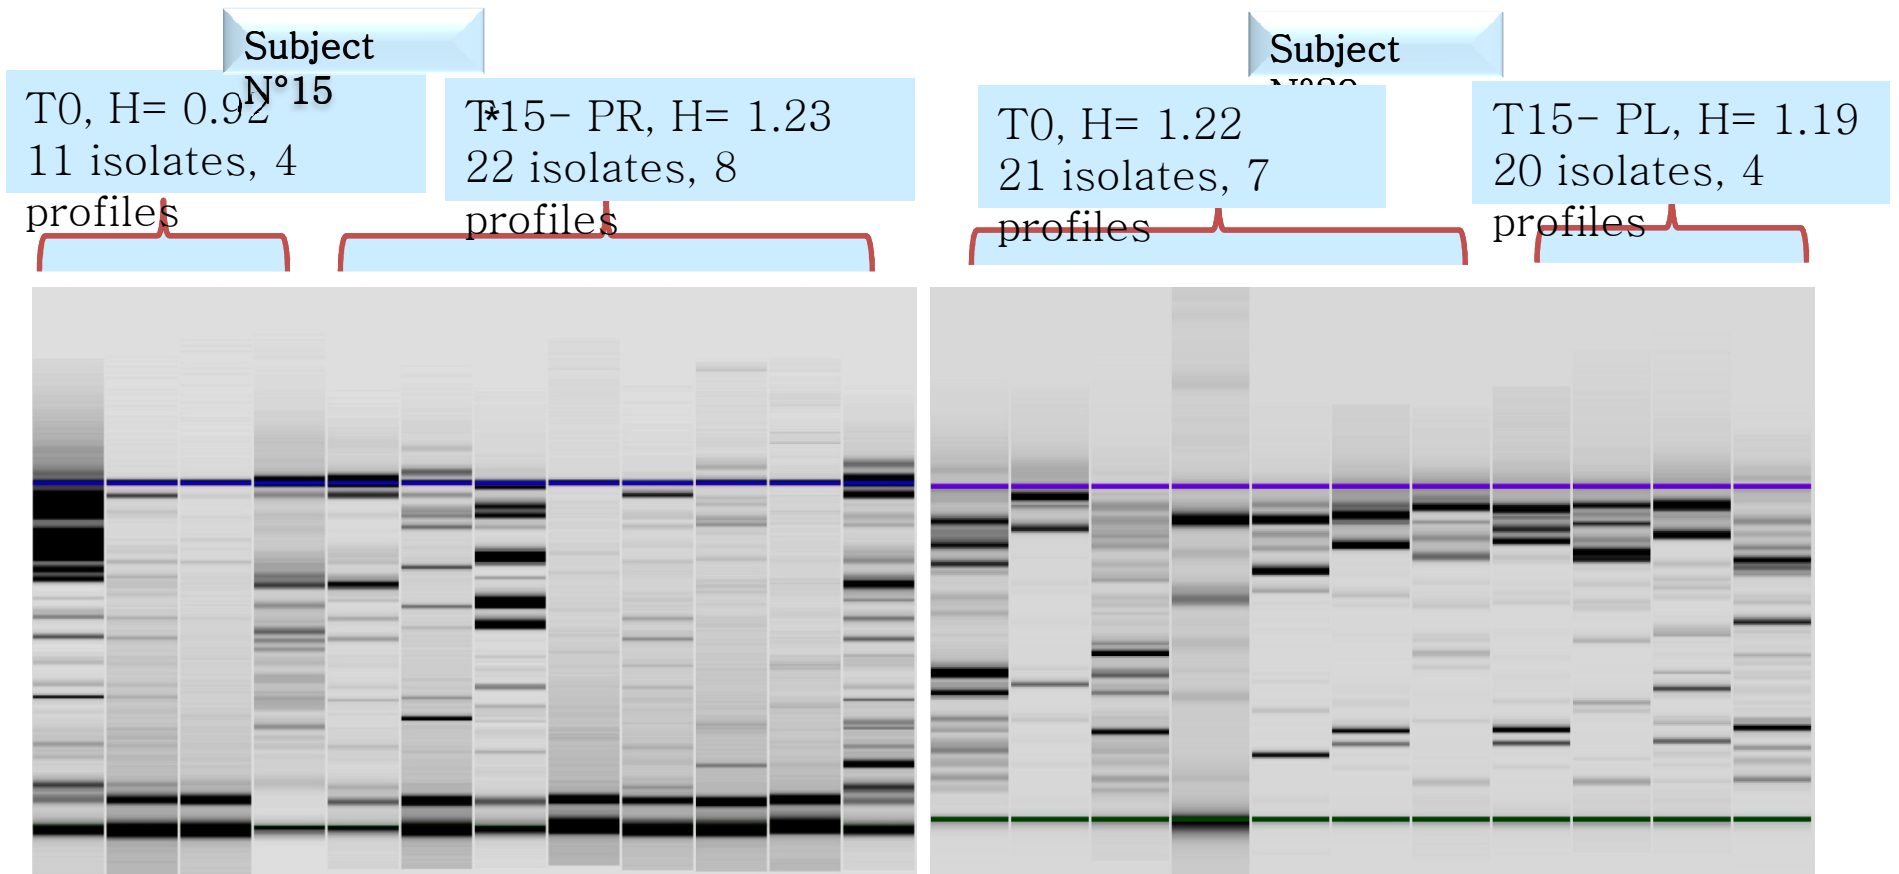 Subject
N°15
T0, H= 0.92
11 isolates, 4
profiles
*
T15- PR, H= 1.23
22 isolates, 8
profiles
Subject
T0, H= 1.22
21 isolates, 7
profiles
T15- PL, H= 1.19
20 isolates, 4
profiles